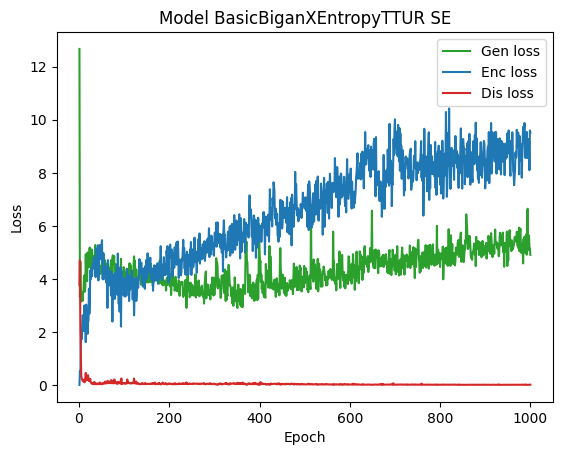 Model BasicBiganXEntropyTTUR SE
Gen loss
Enc loss
Dis loss
12
10
8
6
4
2
0
Loss
0 200 400 600 800 1000
Epoch